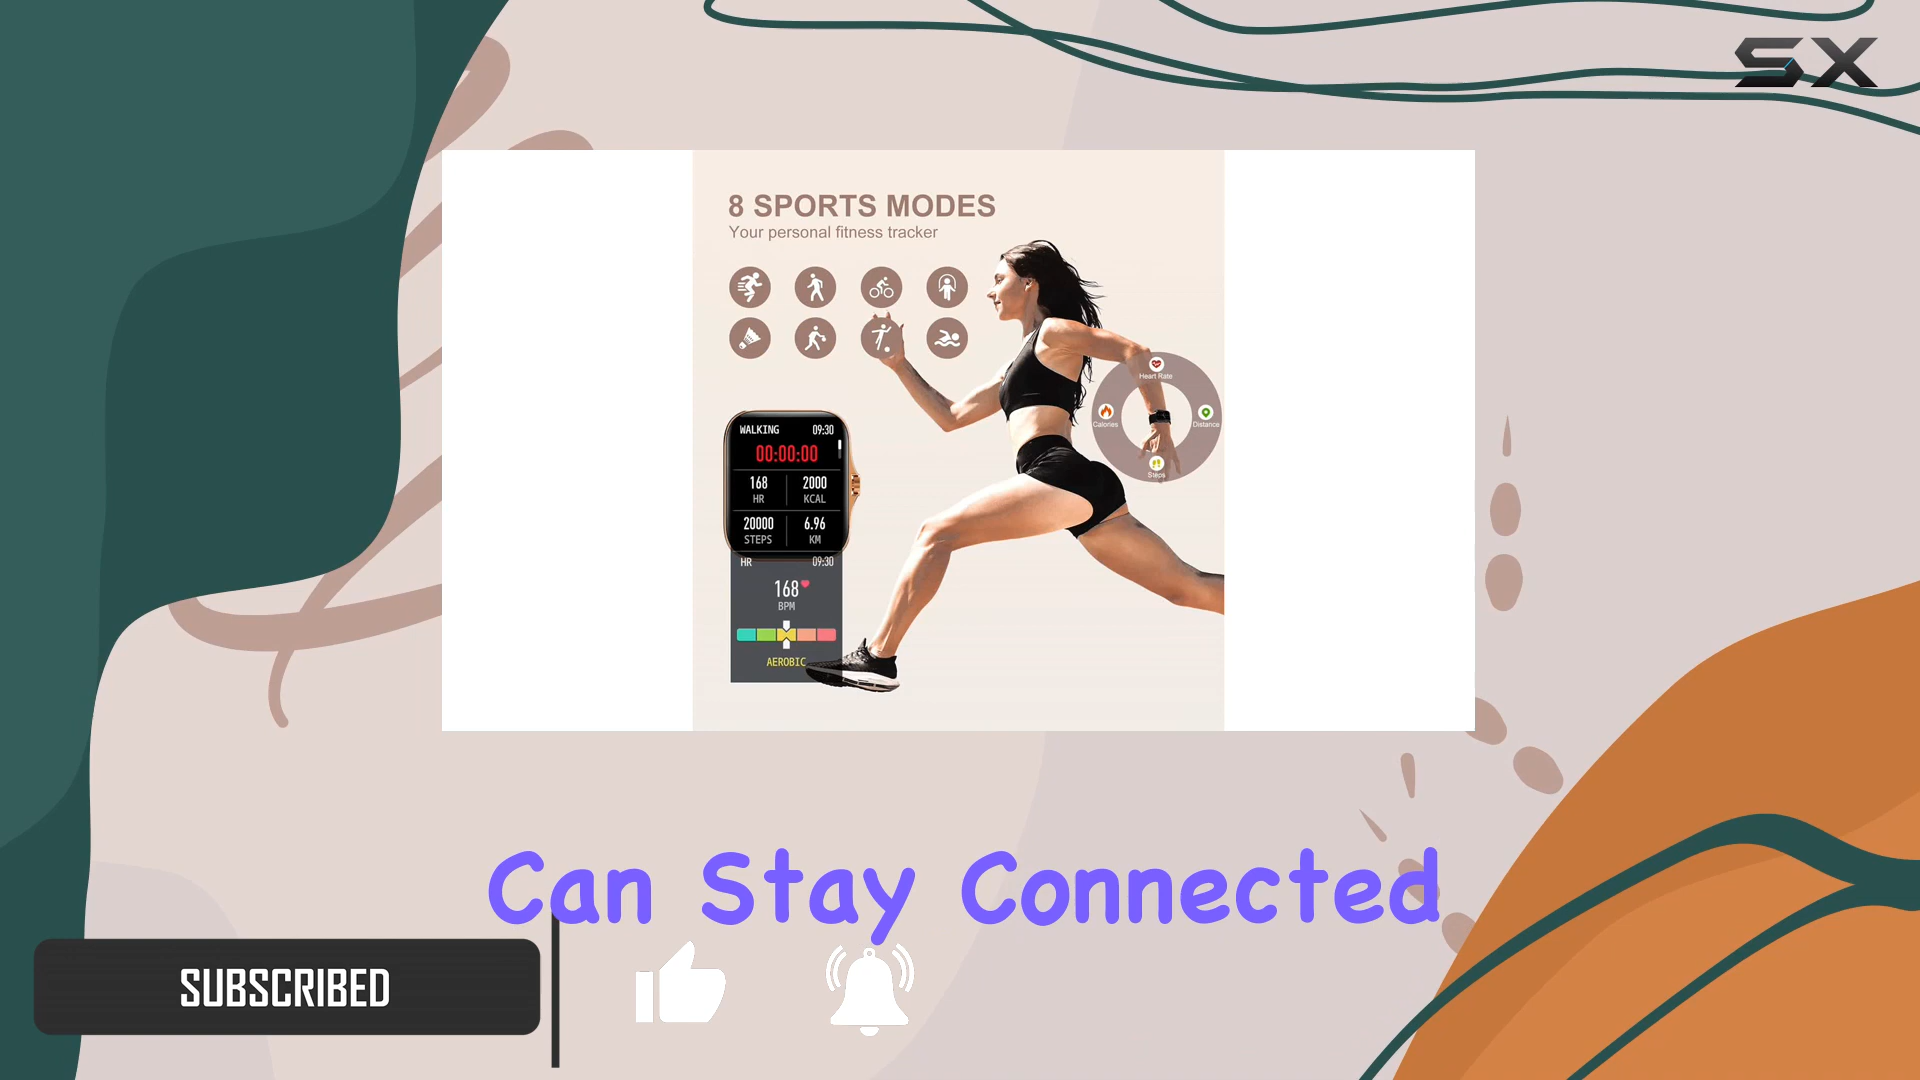 SX
8 SPORTS MODES
Your personal fitness tracker
Heart Rate
Calories
Distance
Steps
WALKING 09:30
00:00:00
168 2000
HR KCAL
20000 6.96
STEPS KM
HR 09:30
168
BPM
AEROBIC
Can Stay Connected
SUBSCRIBED